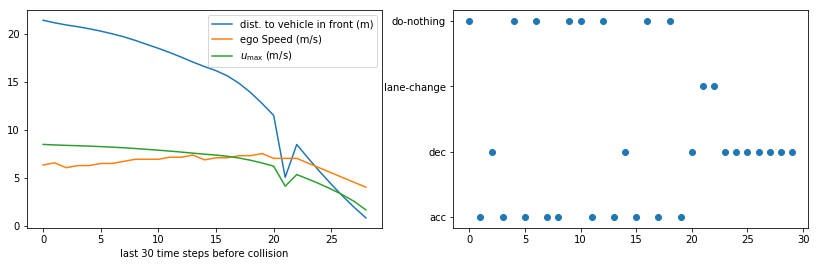 dist. to vehicle in front (m)
ego Speed (m/s)
u_max (m/s)
20
15
10
5
0
0 5 10 15 20 25
last 30 time steps before collision
do-nothing
lane-change
dec
acc
0 5 10 15 20 25 30